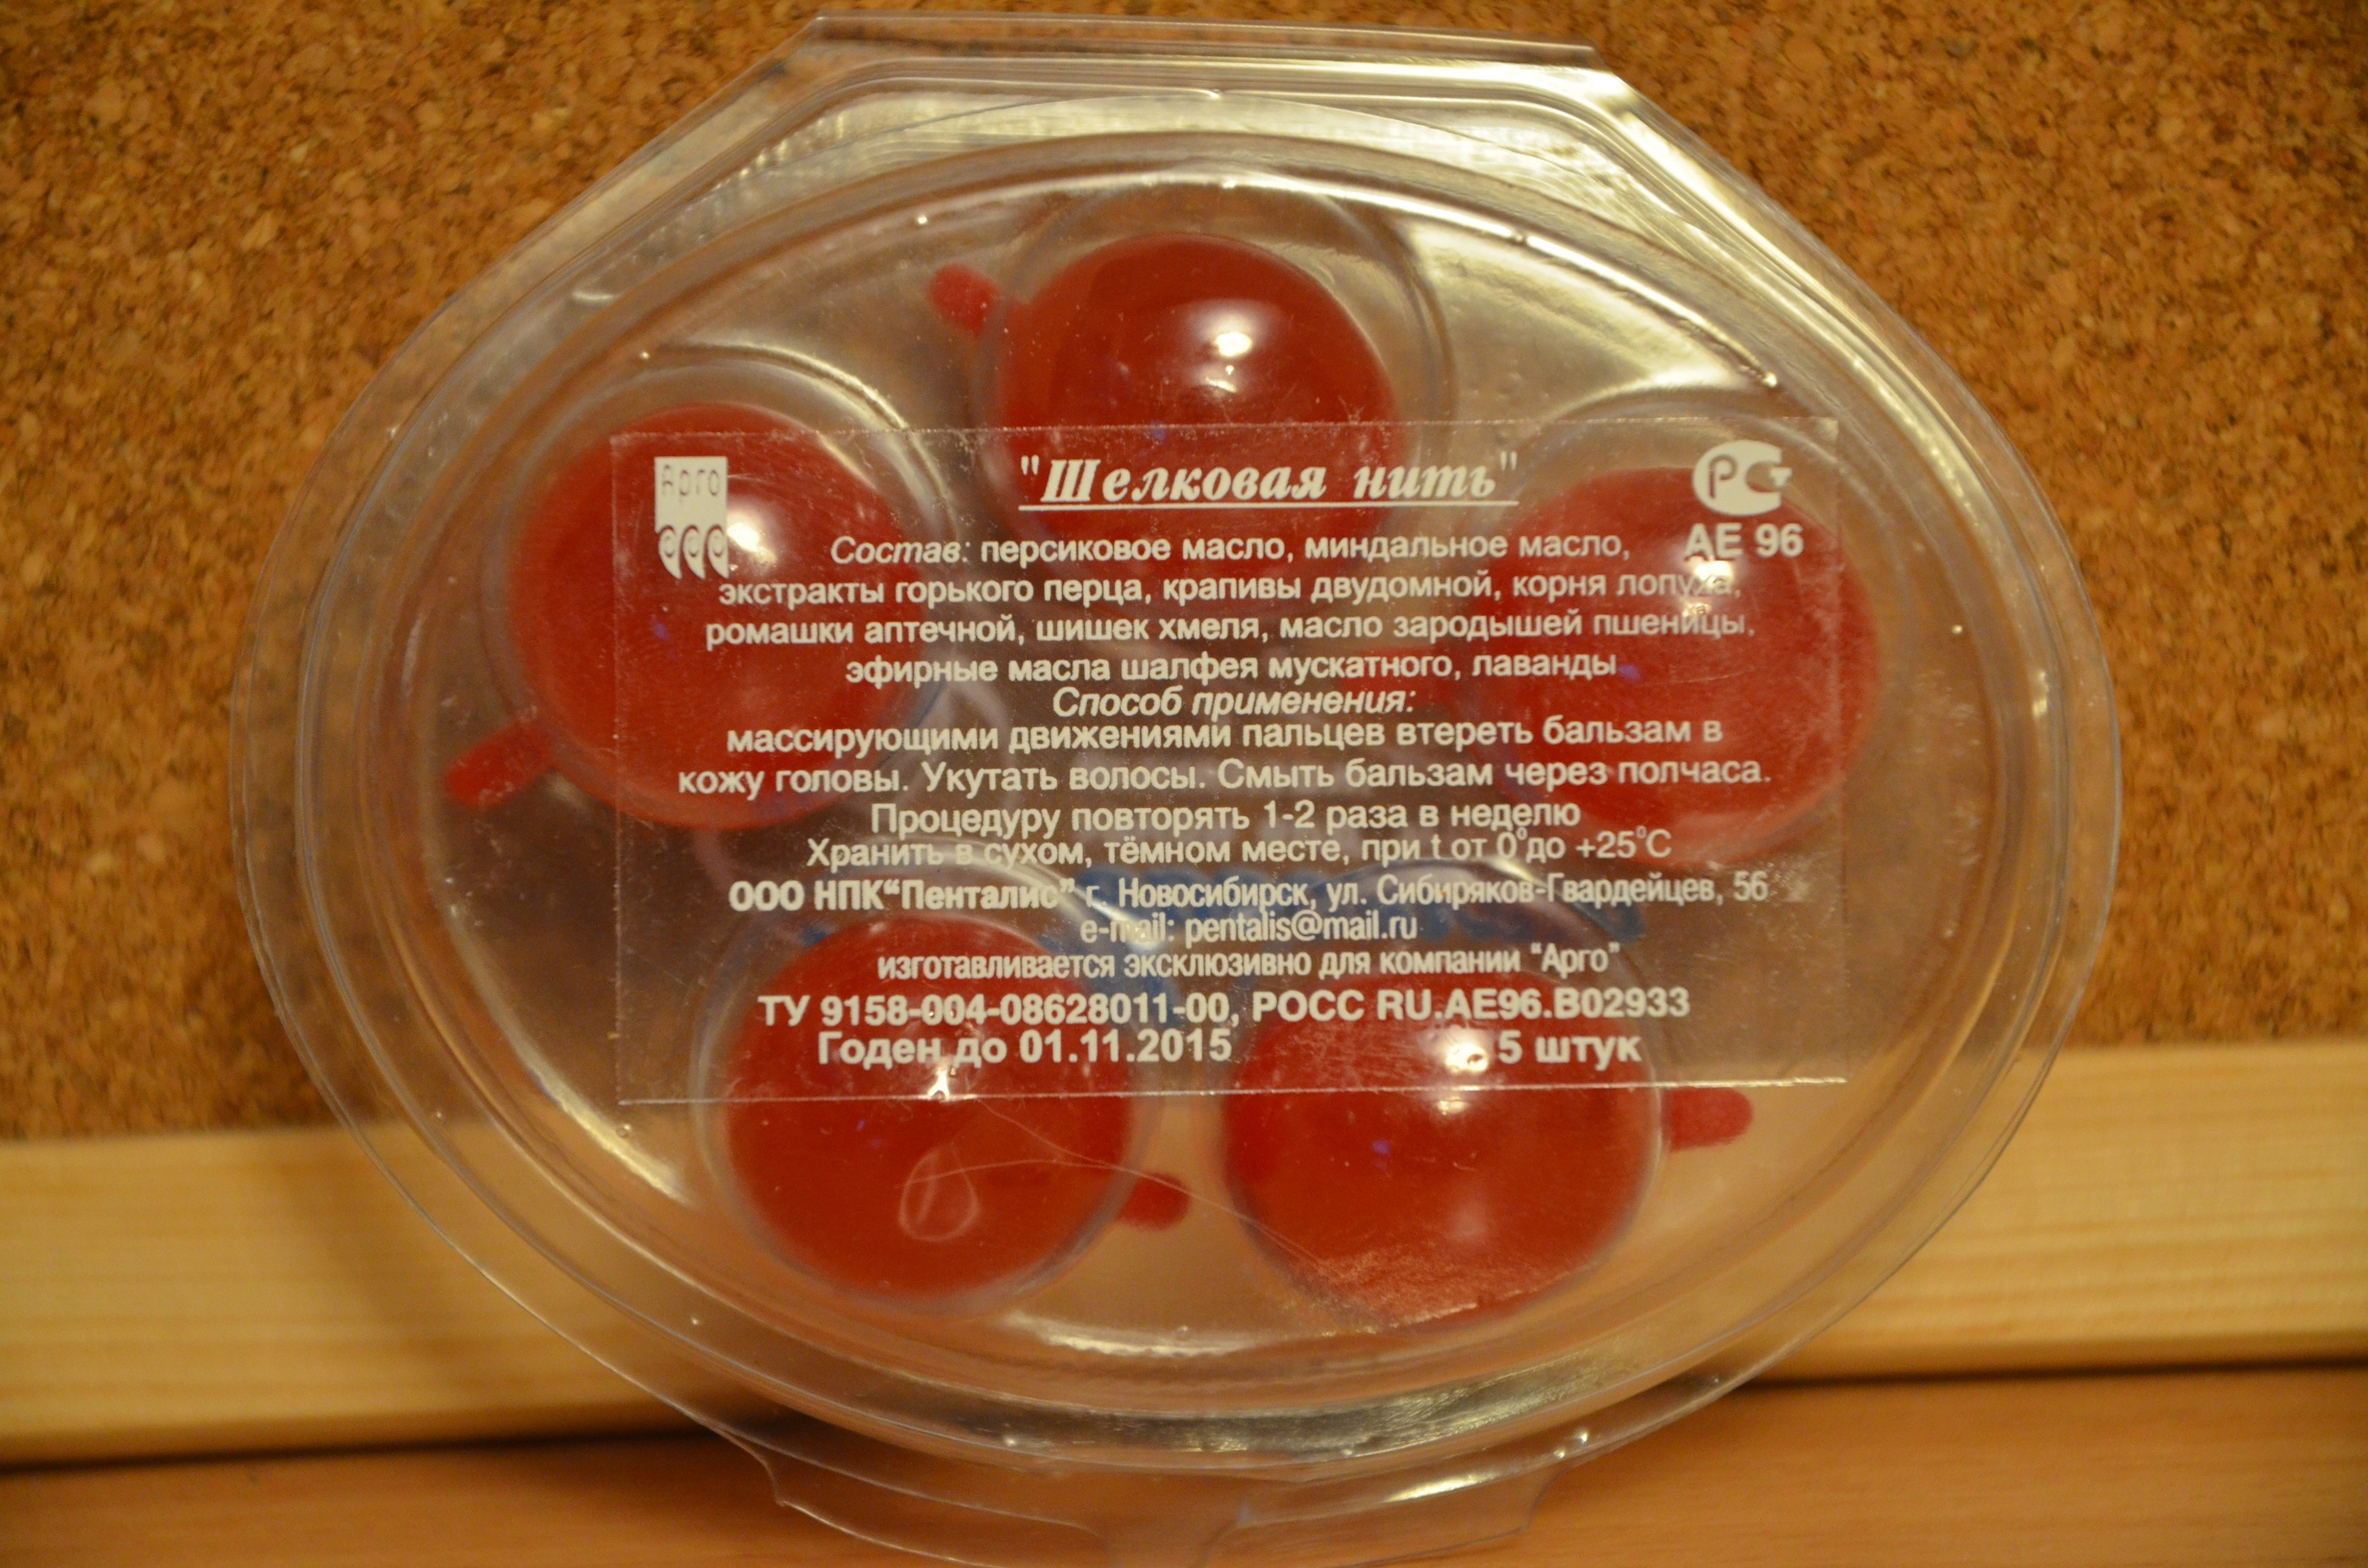 Арго
"Шелковая нить"
АЕ 96
Состав: персиковое масло, миндальное масло,
экстракты горького перца, крапивы двудомной, корня лопуха,
ромашки аптечной, шишек хмеля, масло зародышей пшеницы,
эфирные масла шалфея мускатного, лаванды
Способ применения:
массирующими движениями пальцев втереть бальзам в
кожу головы. Укутать волосы. Смыть бальзам через полчаса.
Процедуру повторять 1-2 раза в неделю
Хранить в сухом, тёмном месте, при t от 0° до +25°С
ООО НПК“Пенталис” г. Новосибирск, ул. Сибиряков-Гвардейцев, 56
e-mail: pentalis@mail.ru
изготавливается эксклюзивно для компании “Арго”
ТУ 9158-004-08628011-00, РОСС RU.АЕ96.В02933
Годен до 01.11.2015 5 штук